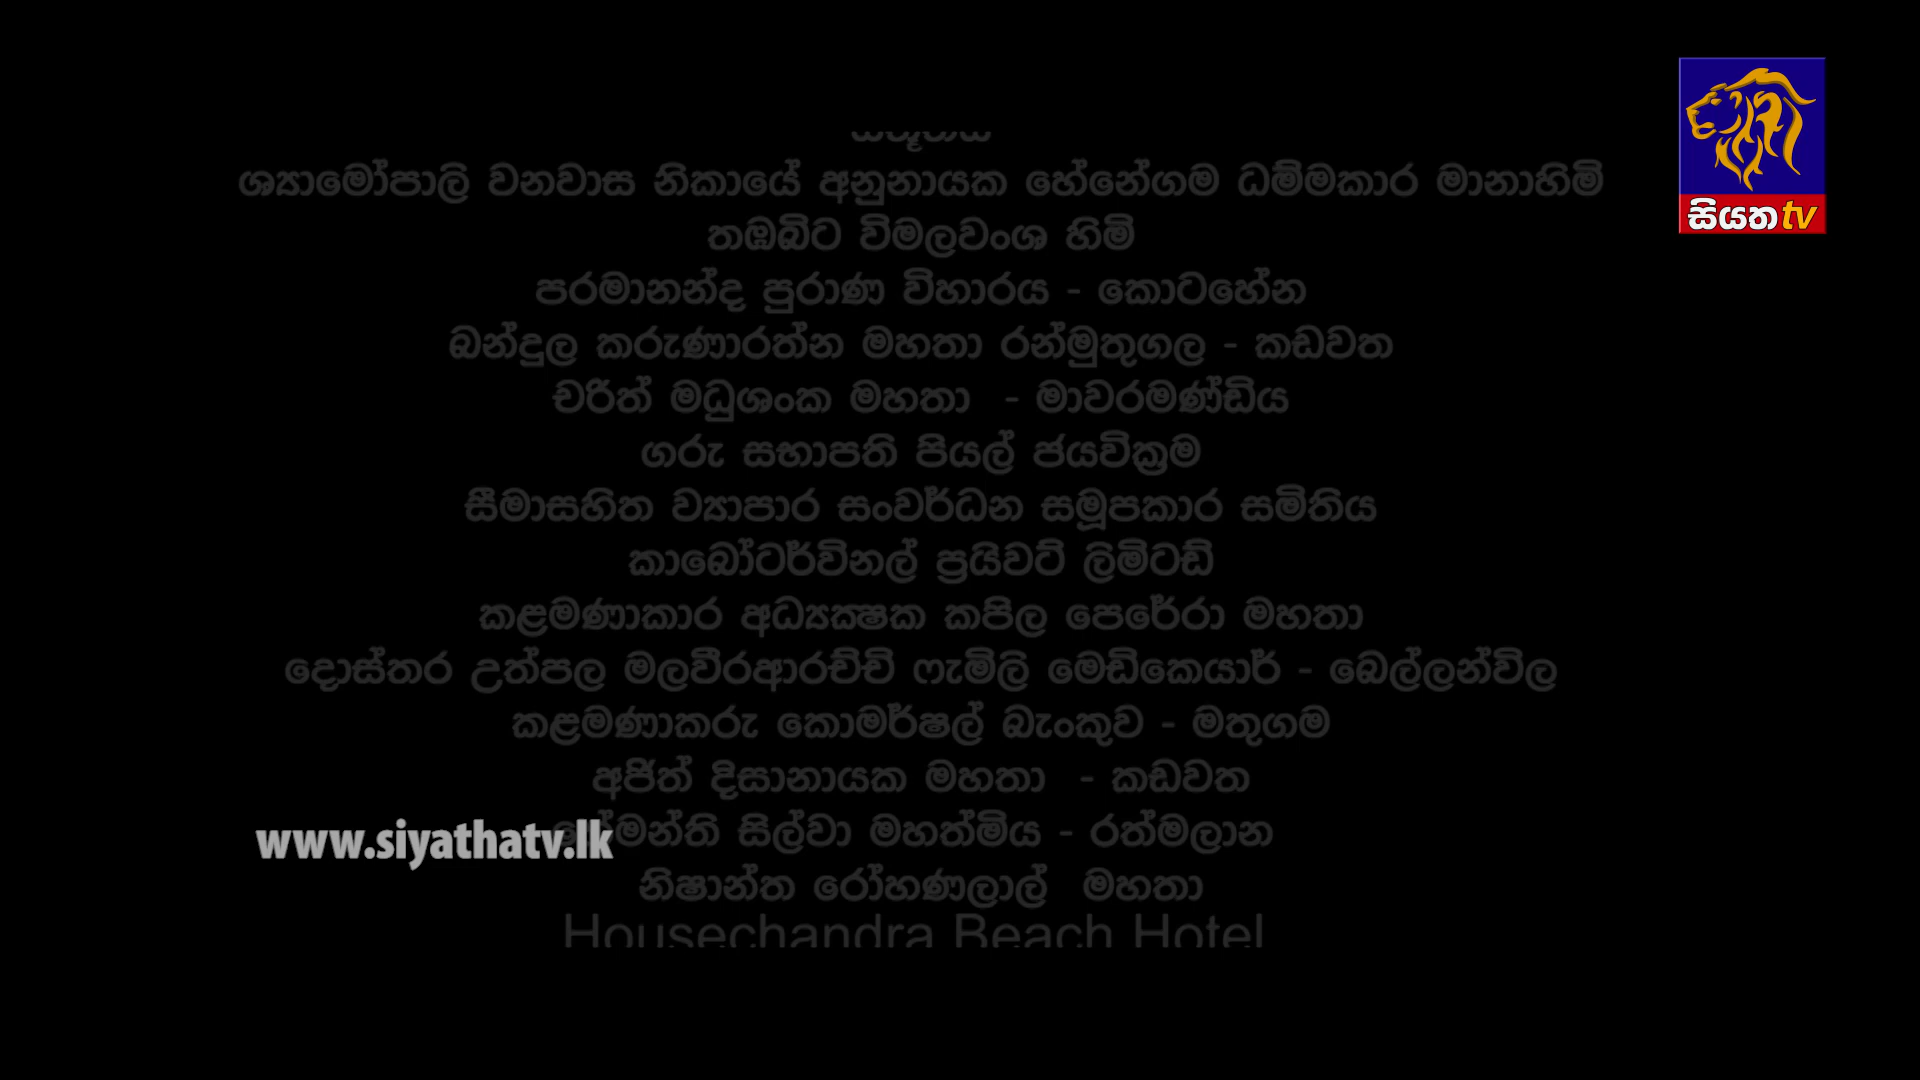 ශ්‍යාමෝපාලි වනවාස නිකායේ අනුනායක හේනේගම ධම්මකාර මානාහිමි
තඹබිට විමලවංශ හිමි
පරමානන්ද පුරාණ විහාරය - කොටහේන
බන්දුල කරුණාරත්න මහතා රන්මුතුගල - කඩවත
චරිත් මධුශංක මහතා - මාවරමණ්ඩිය
ගරු සභාපති පියල් ජයවික්‍රම
සීමාසහිත ව්‍යාපාර සංවර්ධන සමූපකාර සමිතිය
කාබෝටර්විනල් ප්‍රයිවට් ලිමිටඩ්
කළමණාකාර අධ්‍යක්ෂක කපිල පෙරේරා මහතා
දොස්තර උත්පල මලවීරආරච්චි ෆැමිලි මෙඩිකෙයාර් - බෙල්ලන්විල
කළමණාකරු කොමර්ෂල් බැංකුව - මතුගම
අජිත් දිසානායක මහතා - කඩවත
සිල්වා මහත්මිය - රත්මලාන
නිෂාන්ත රෝහණලාල් මහතා
Housechandra Beach Hotel
www.siyathatv.lk
සියත tv